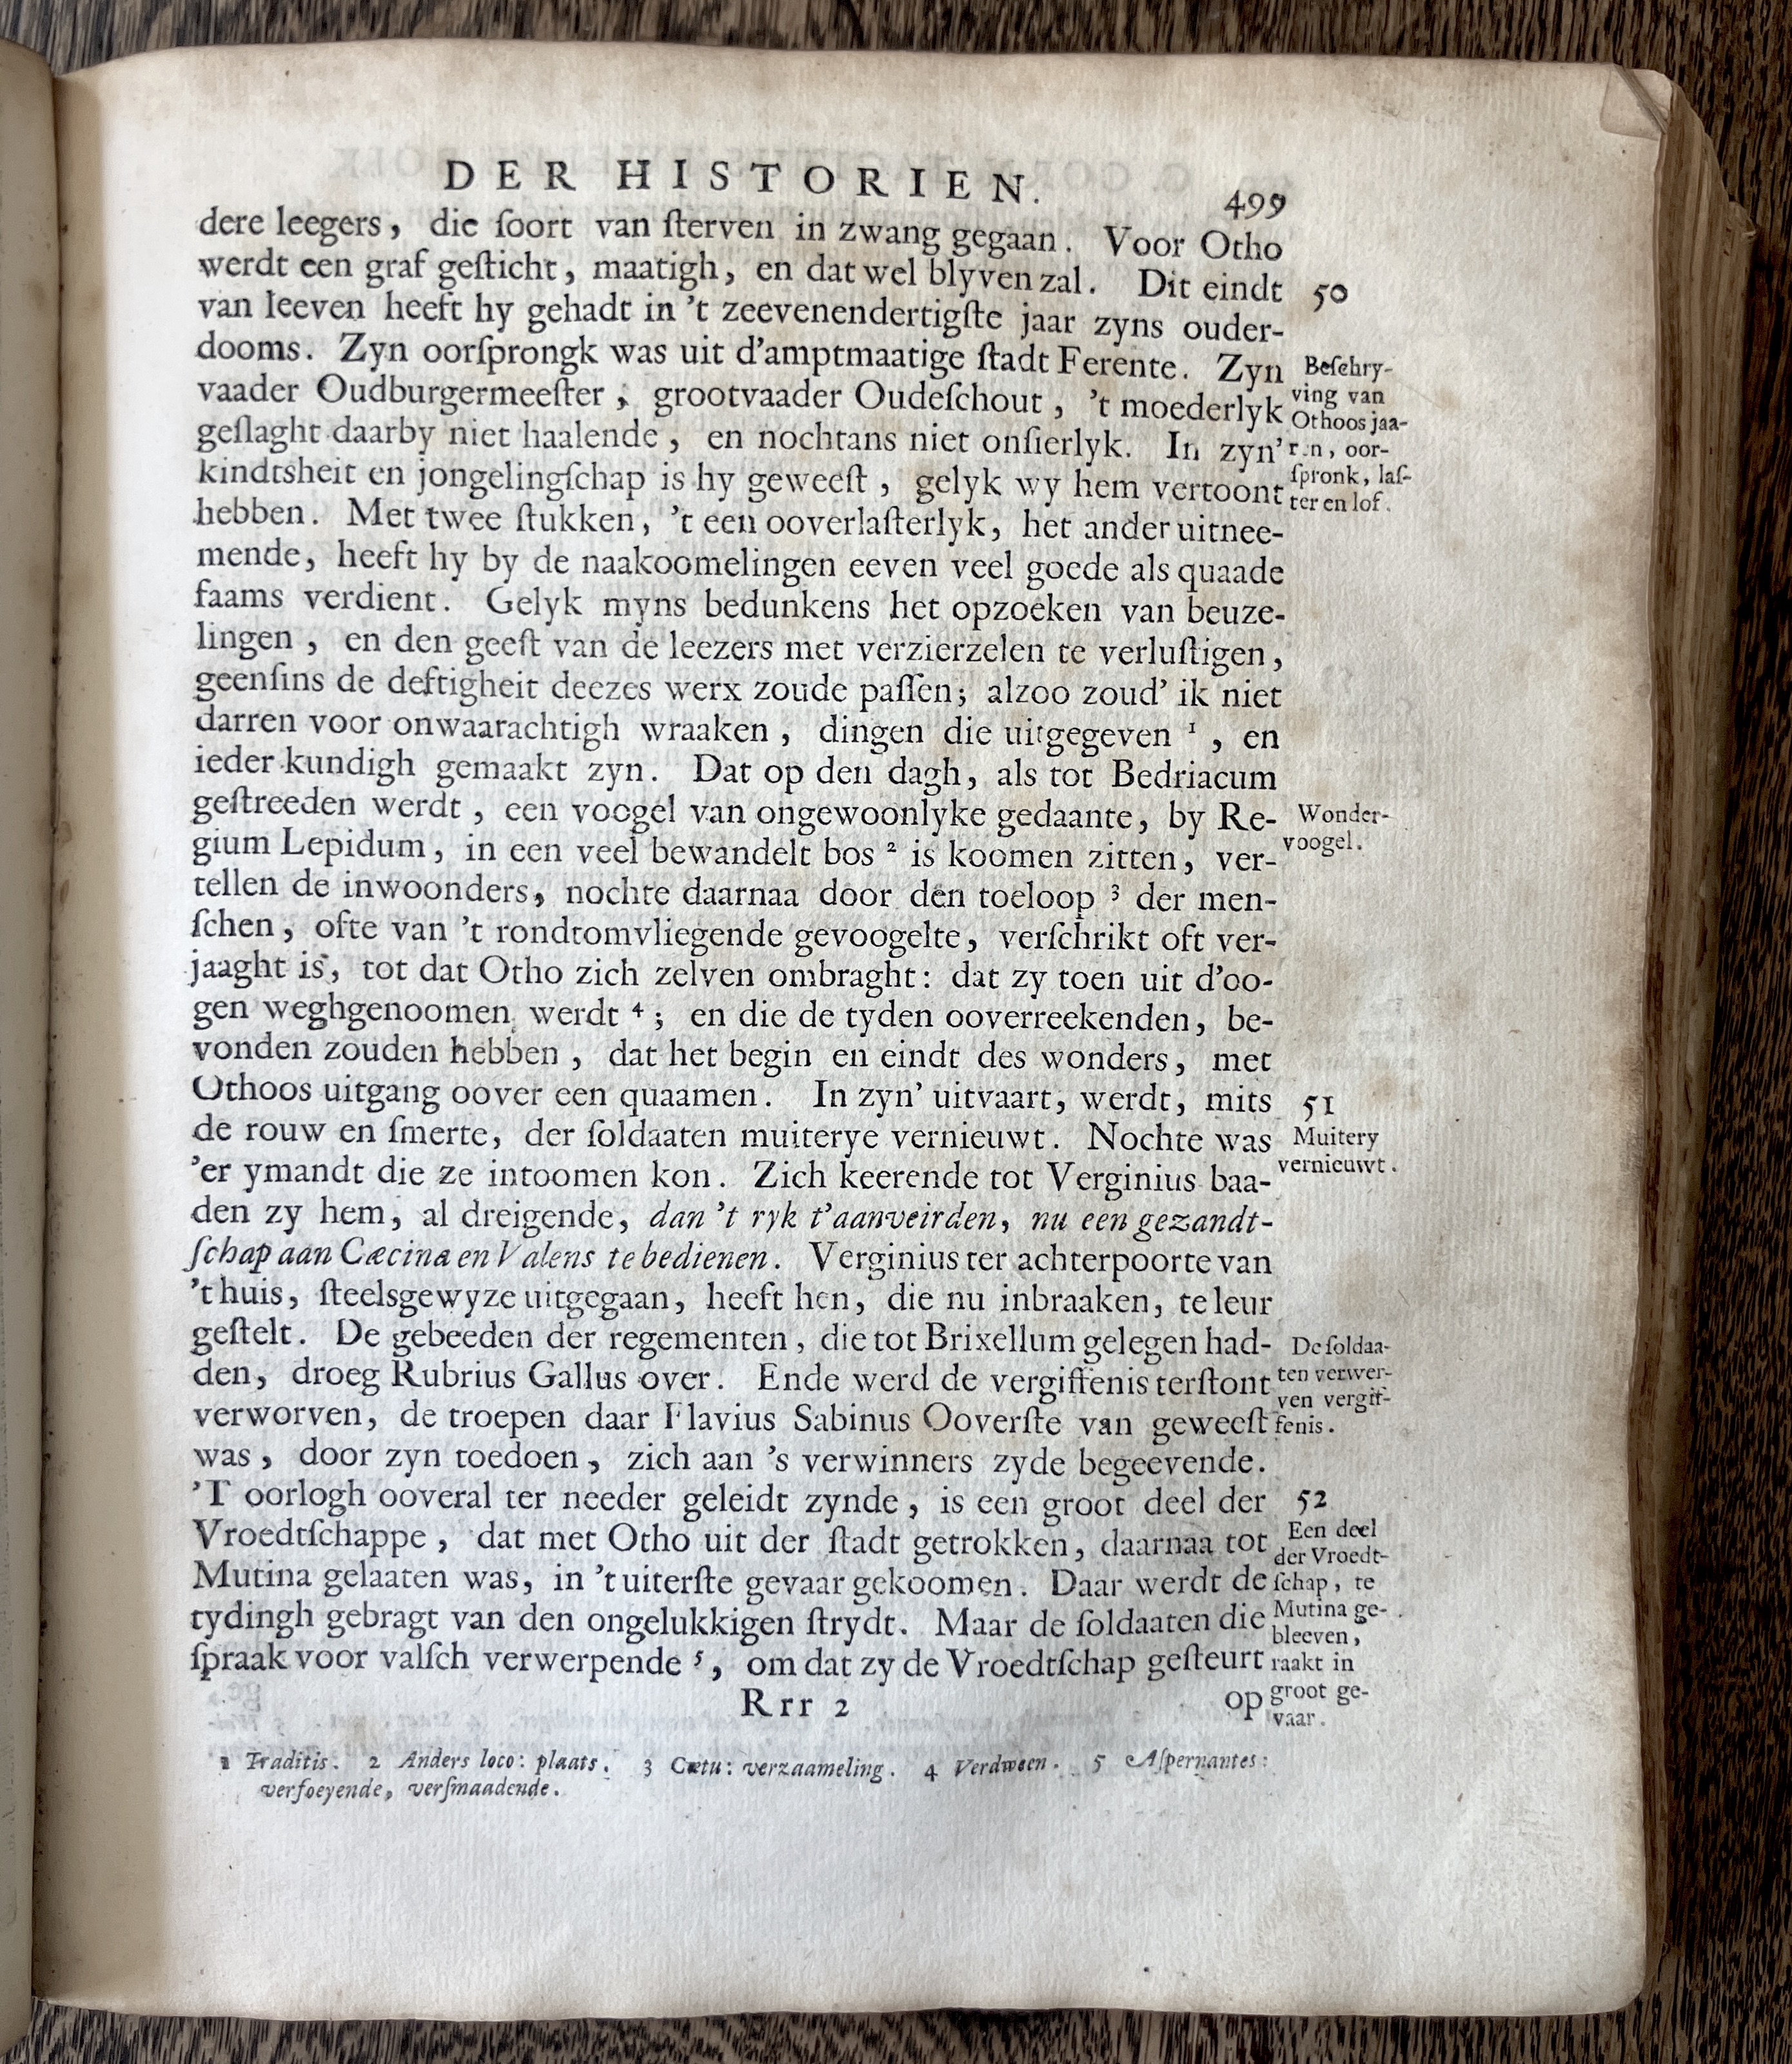 DER HISTORIEN.
499
dere leegers, die ſoort van ſterven in zwang gegaan. Voor Otho
werdt een graf geſticht, maatigh, en dat wel blyven zal. Dit eindt
50
van leeven heeft hy gehadt in 't zeevenendertigſte jaar zyns ouder-
dooms. Zyn oorſprongk was uit d'amptmaatige ſtadt Ferente. Zyn
vaader Oudburgermeeſter, grootvaader Oudeſchout, 't moederlyk
geſlaght daarby niet haalende, en nochtans niet onſierlyk. In zyn'
kindtsheit en jongelingſchap is hy geweeſt, gelyk wy hem vertoont
hebben. Met twee ſtukken, 't een ooverlaſterlyk, het ander uitnee-
Beſchry-
ving van
Othoos jaa-
ren, oor-
ſpronk, laſ-
ter en lof.
mende, heeft hy by de naakoomelingen eeven veel goede als quaade
faams verdient. Gelyk myns bedunkens het opzoeken van beuze-
lingen, en den geeſt van de leezers met verzierzelen te verluſtigen,
geenſins de deftigheit deezes werx zoude paſſen; alzoo zoud' ik niet
darren voor onwaarachtigh wraaken, dingen die uitgegeven ¹, en
ieder kundigh gemaakt zyn. Dat op den dagh, als tot Bedriacum
geſtreeden werdt, een voogel van ongewoonlyke gedaante, by Re-
gium Lepidum, in een veel bewandelt bos ² is koomen zitten, ver-
Wonder-
voogel.
tellen de inwoonders, nochte daarnaa door den toeloop ³ der men-
ſchen, ofte van 't rondtomvliegende gevoogelte, verſchrikt oft ver-
jaaght is, tot dat Otho zich zelven ombraght: dat zy toen uit d'oo-
gen weghgenoomen werdt ⁴; en die de tyden ooverreekenden, be-
vonden zouden hebben, dat het begin en eindt des wonders, met
Othoos uitgang oover een quaamen. In zyn' uitvaart, werdt, mits
51
de rouw en ſmerte, der ſoldaaten muiterye vernieuwt. Nochte was
'er ymandt die ze intoomen kon. Zich keerende tot Verginius baa-
Muitery
vernieuwt.
den zy hem, al dreigende, dan 't ryk t'aanveirden, nu een gezandt-
ſchap aan Cæcina en Valens te bedienen. Verginius ter achterpoorte van
't huis, ſteelsgewyze uitgegaan, heeft hen, die nu inbraaken, te leur
geſtelt. De gebeeden der regementen, die tot Brixellum gelegen had-
den, droeg Rubrius Gallus over. Ende werd de vergiffenis terſtont
verworven, de troepen daar Flavius Sabinus Ooverſte van geweeſt
De ſoldaa-
ten verwer-
ven vergif-
fenis.
was, door zyn toedoen, zich aan 's verwinners zyde begeevende.
'T oorlogh ooveral ter needer geleidt zynde, is een groot deel der
52
Vroedtſchappe, dat met Otho uit der ſtadt getrokken, daarnaa tot
Mutina gelaaten was, in 't uiterſte gevaar gekoomen. Daar werdt de
tydingh gebragt van den ongelukkigen ſtrydt. Maar de ſoldaaten die
ſpraak voor valſch verwerpende ⁵, om dat zy de Vroedtſchap geſteurt
Een deel
der Vroedt-
ſchap, te
Mutina ge-
bleeven,
raakt in
groot ge-
vaar.
Rrr 2
op
1 Traditis. 2 Anders loco: plaats. 3 Cœtu: verzaameling. 4 Verdween. 5 Aſpernantes:
verfoeyende, verſmaadende.